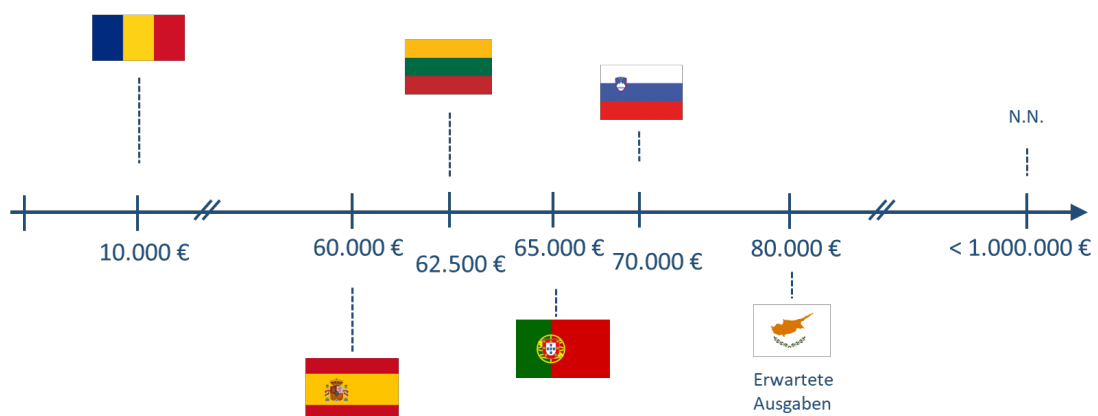 N.N.
10.000 €
60.000 €
62.500 €
65.000 €
70.000 €
80.000 €
< 1.000.000 €
Erwartete
Ausgaben